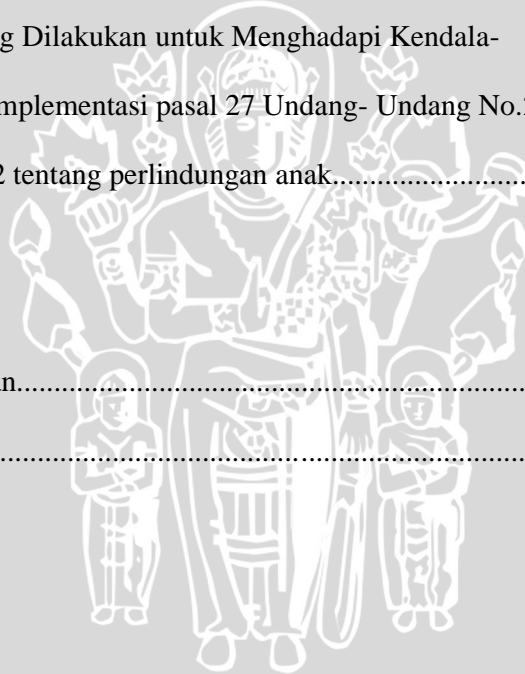 g Dilakukan untuk Menghadapi Kendala-
mplementasi pasal 27 Undang- Undang No.
2 tentang perlindungan anak..........................
n....................................................................
......................................................................